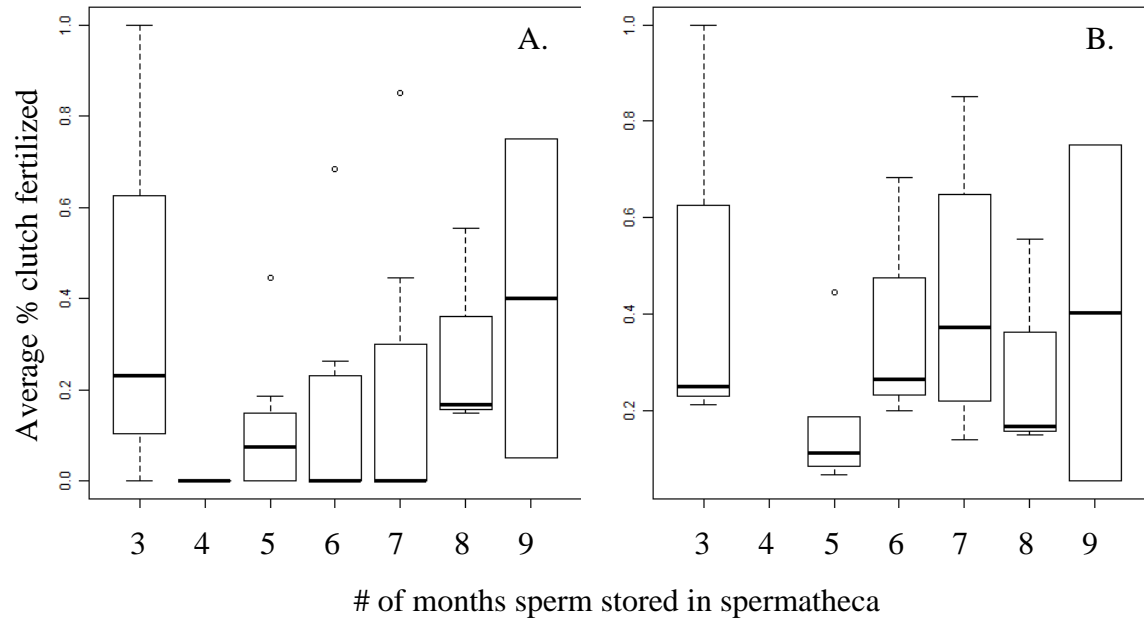 A.
B.
Average % clutch fertilized
1.0
0.8
0.6
0.4
0.2
0.0
1.0
0.8
0.6
0.4
0.2
3 4 5 6 7 8 9
3 4 5 6 7 8 9
# of months sperm stored in spermatheca